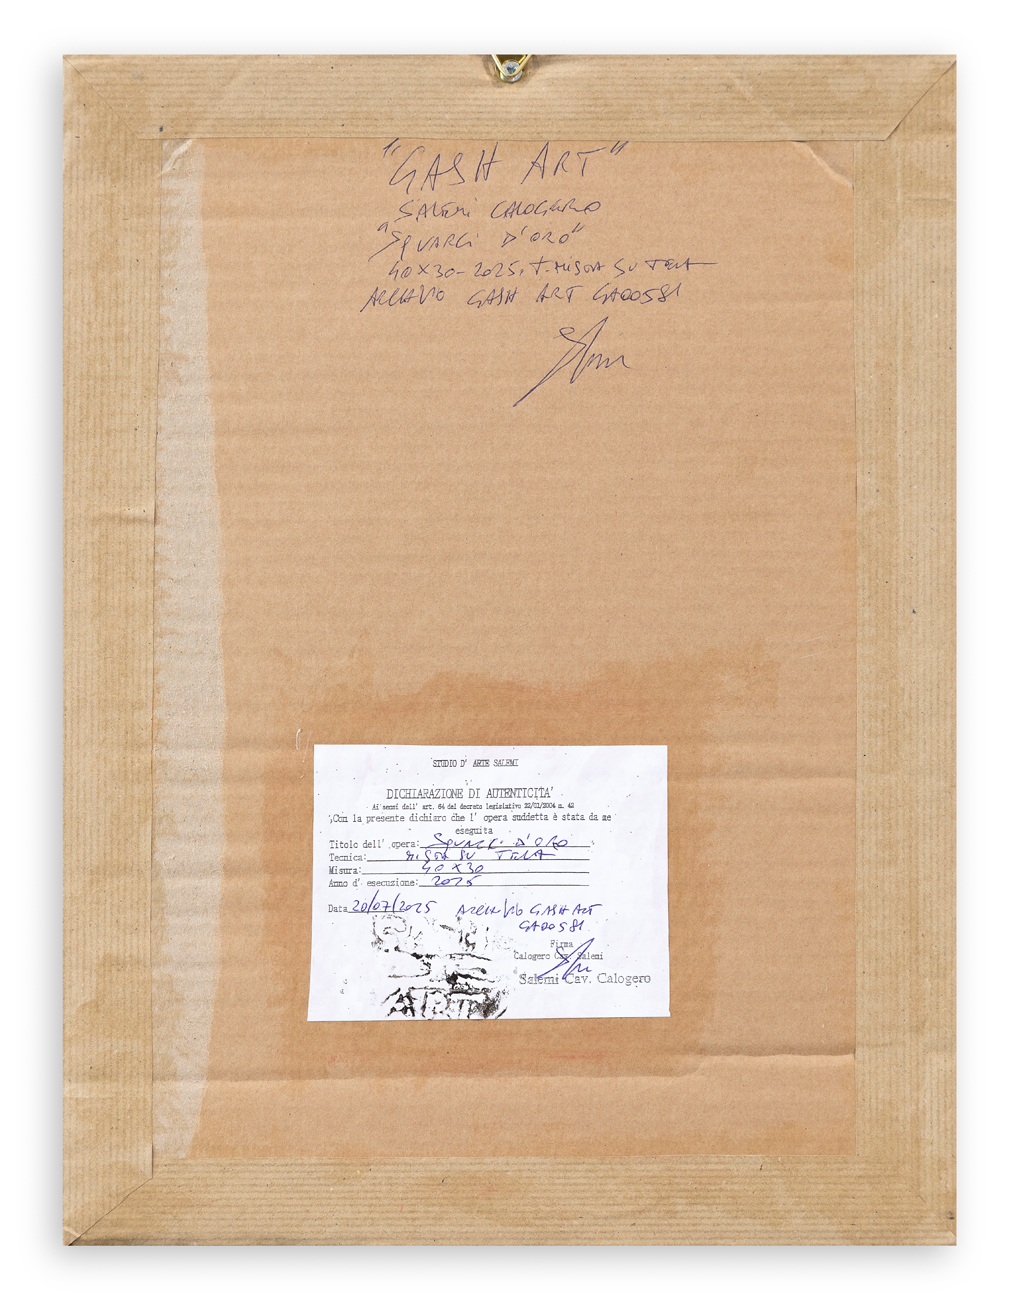 "GASH ART"
SALEMI CALOGERO
"SQUARCI D'ORO"
40x30-2025. T. MISTA SU TELA
ARCHIVIO GASH ART GA00581
STUDIO D' ARTE SALEMI
DICHIARAZIONE DI AUTENTICITA'
Ai sensi dell' art. 64 del decreto legislativo 22/01/2004 n. 42
Con la presente dichiaro che l' opera suddetta è stata da me
eseguita
Titolo dell' opera: SQUARCI D'ORO
Tecnica: MISTA SU TELA
Misura: 40x30
Anno d' esecuzione: 2025
Data 20/07/2025 ARCHIVIO GASH ART
GA00581
Firma
Calogero Cav. Salemi
Salemi Cav. Calogero
ART